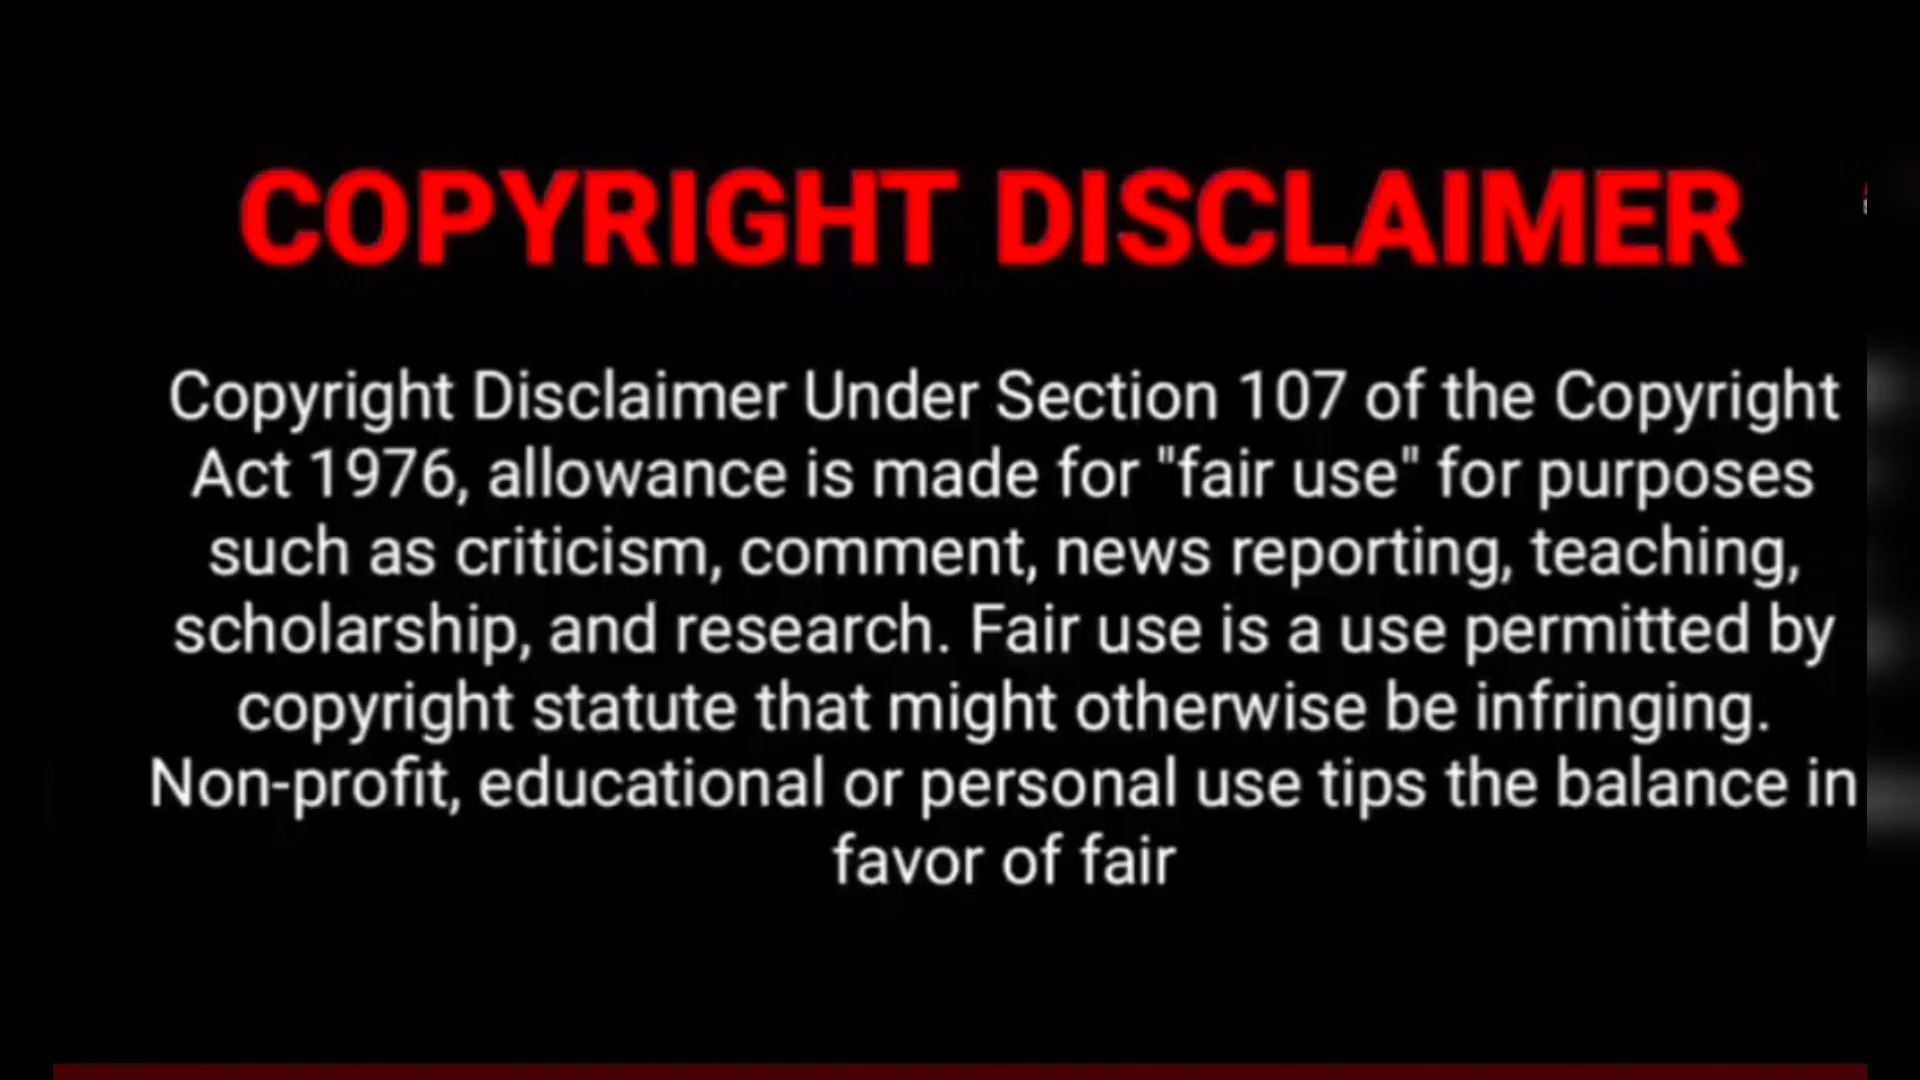 COPYRIGHT DISCLAIMER
Copyright Disclaimer Under Section 107 of the Copyright
Act 1976, allowance is made for "fair use" for purposes
such as criticism, comment, news reporting, teaching,
scholarship, and research. Fair use is a use permitted by
copyright statute that might otherwise be infringing.
Non-profit, educational or personal use tips the balance in
favor of fair